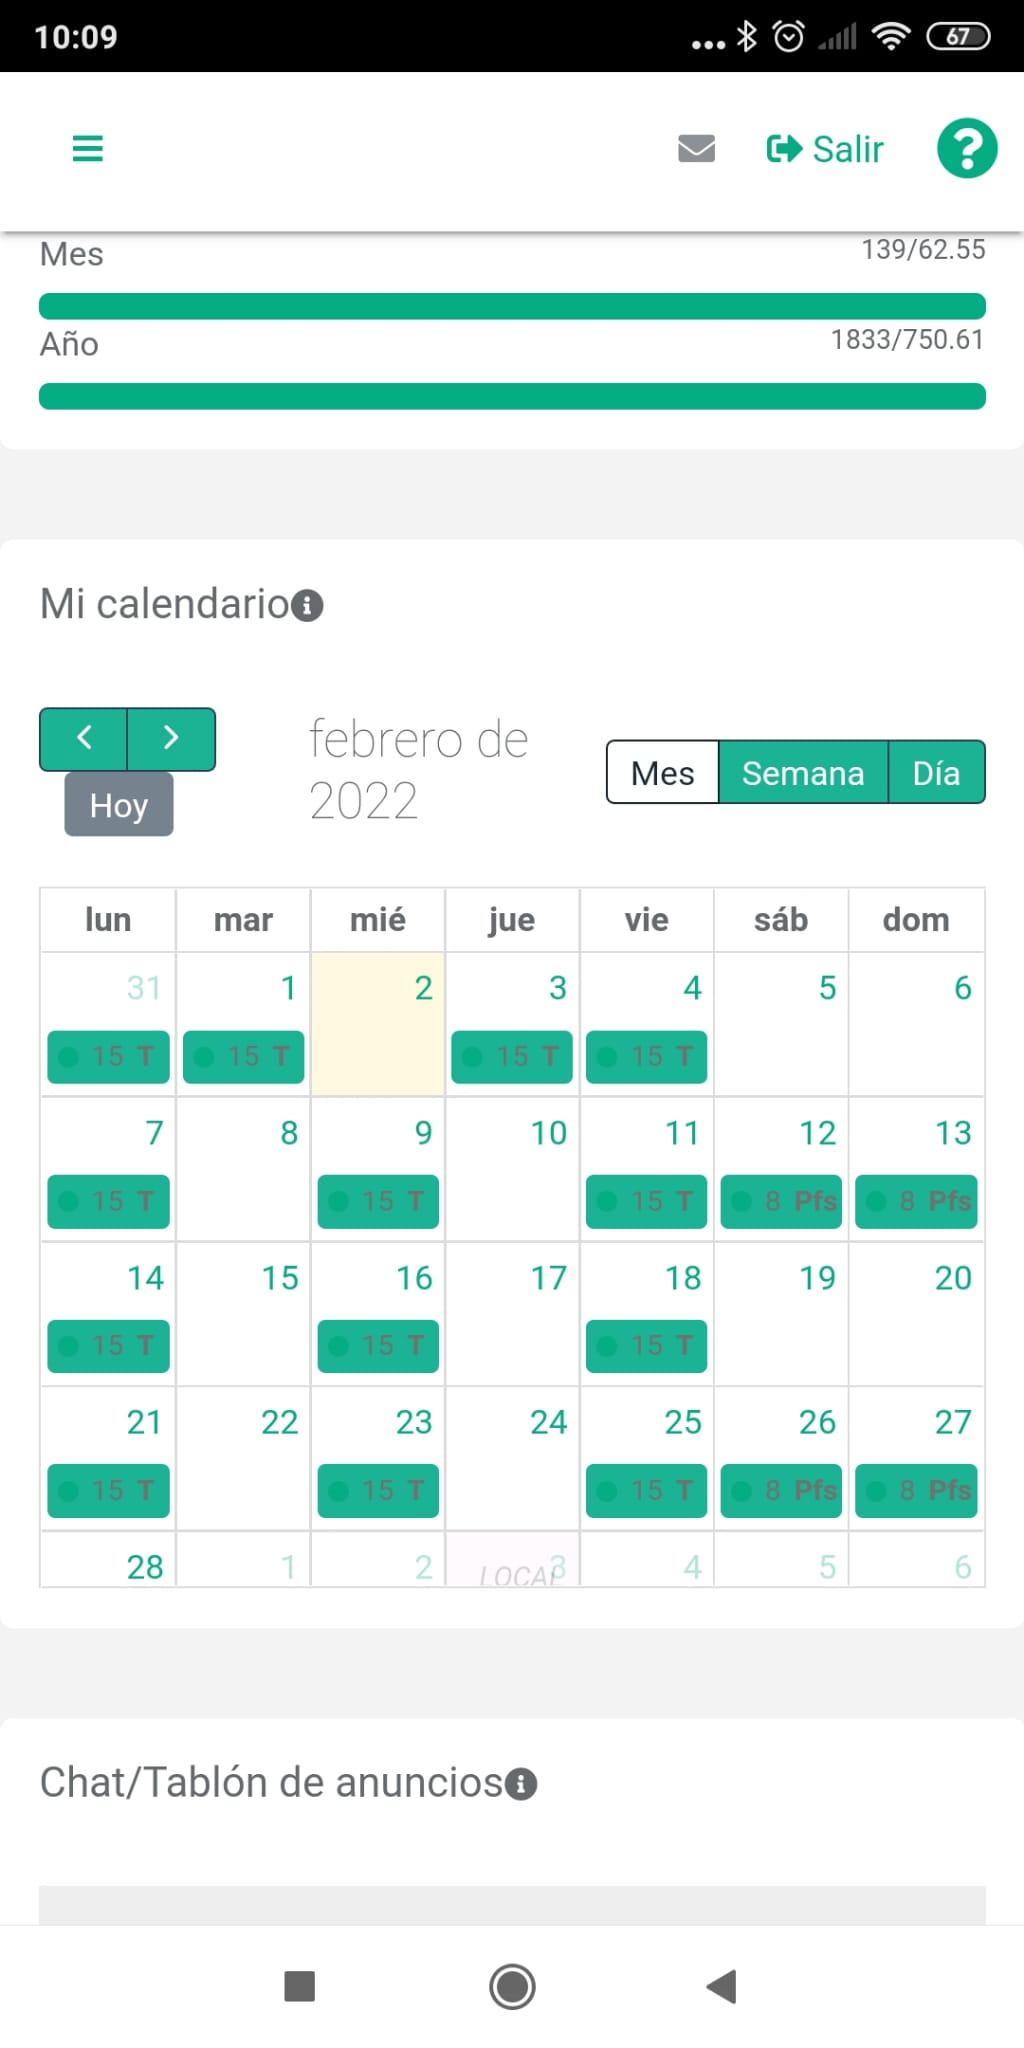 10:09
67
Salir
Mes 139/62.55
Año 1833/750.61
Mi calendario
febrero de
2022
Hoy
Mes Semana Día
lun mar mié jue vie sáb dom
31 1 2 3 4 5 6
15 T 15 T 15 T 15 T
7 8 9 10 11 12 13
15 T 15 T 15 T 8 Pfs 8 Pfs
14 15 16 17 18 19 20
15 T 15 T 15 T
21 22 23 24 25 26 27
15 T 15 T 15 T 8 Pfs 8 Pfs
28 1 2 3 4 5 6
LOCAL
Chat/Tablón de anuncios